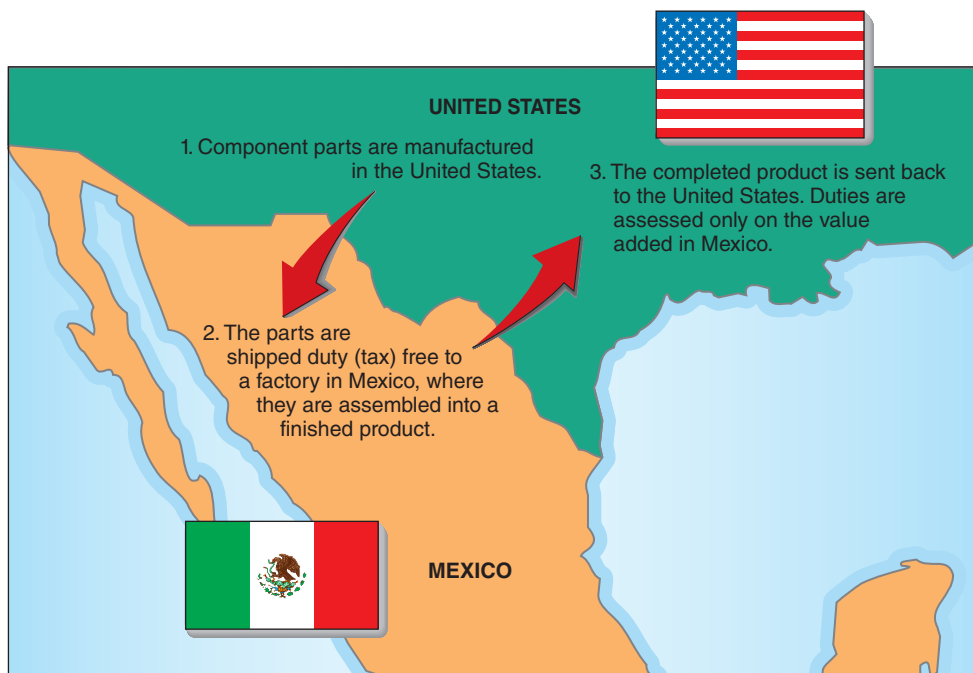 UNITED STATES
1. Component parts are manufactured
in the United States.
3. The completed product is sent back
to the United States. Duties are
assessed only on the value
added in Mexico.
2. The parts are
shipped duty (tax) free to
a factory in Mexico, where
they are assembled into a
finished product.
MEXICO